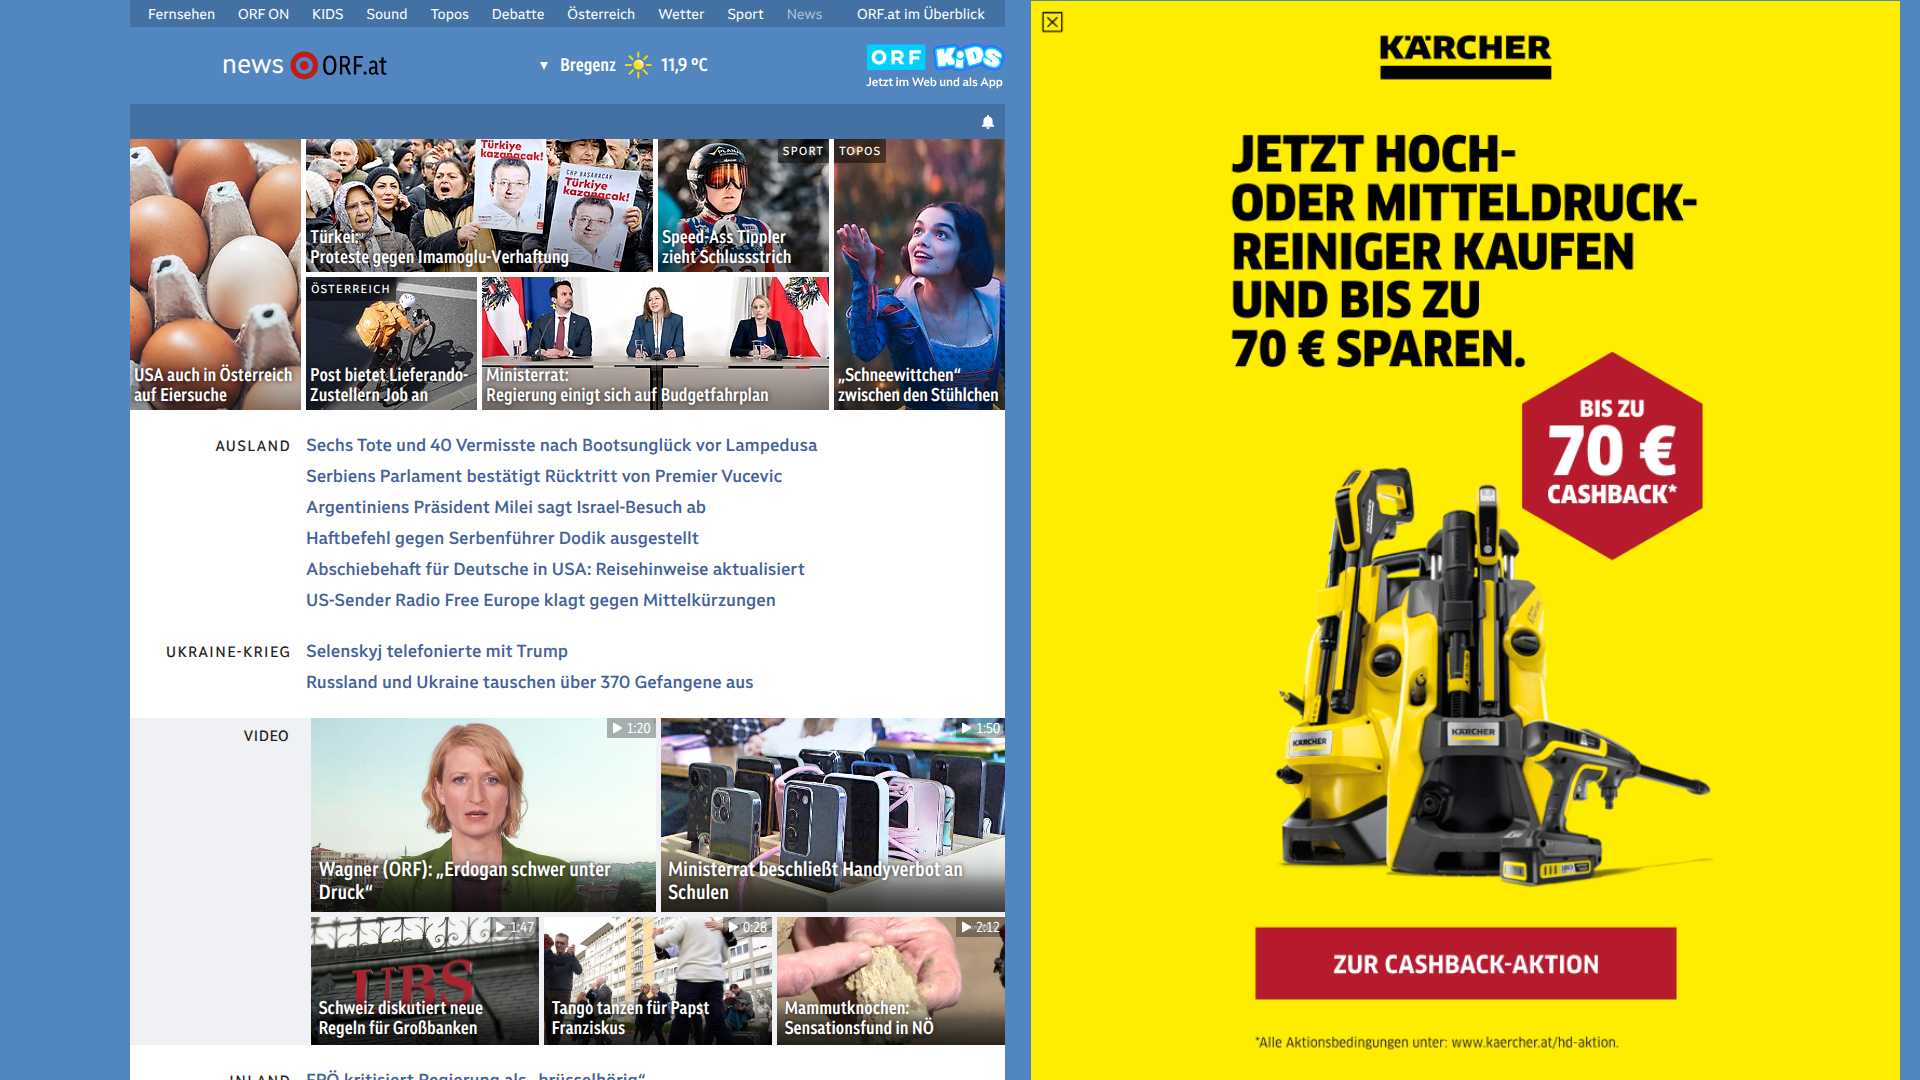 Fernsehen ORF ON KIDS Sound Topos Debatte Österreich Wetter Sport News ORF.at im Überblick
news ORF.at
Bregenz 11,9 °C
ORF KiDS
Jetzt im Web und als App
USA auch in Österreich
auf Eiersuche
Türkiye
kazanacak!
CHP BAŞARACAK
Türkiye
kazanacak!
Türkei:
Proteste gegen Imamoglu-Verhaftung
SPORT
Speed-Ass Tippler
zieht Schlussstrich
TOPOS
„Schneewittchen“
zwischen den Stühlchen
ÖSTERREICH
Post bietet Lieferando-
Zustellern Job an
Ministerrat:
Regierung einigt sich auf Budgetfahrplan
AUSLAND
Sechs Tote und 40 Vermisste nach Bootsunglück vor Lampedusa
Serbiens Parlament bestätigt Rücktritt von Premier Vucevic
Argentiniens Präsident Milei sagt Israel-Besuch ab
Haftbefehl gegen Serbenführer Dodik ausgestellt
Abschiebehaft für Deutsche in USA: Reisehinweise aktualisiert
US-Sender Radio Free Europe klagt gegen Mittelkürzungen
UKRAINE-KRIEG
Selenskyj telefonierte mit Trump
Russland und Ukraine tauschen über 370 Gefangene aus
VIDEO
1:20
Wagner (ORF): „Erdogan schwer unter
Druck“
1:50
Ministerrat beschließt Handyverbot an
Schulen
1:47
UBS
Schweiz diskutiert neue
Regeln für Großbanken
0:28
Tango tanzen für Papst
Franziskus
2:12
Mammutknochen:
Sensationsfund in NÖ
INLAND
FPÖ kritisiert Regierung als „brüsselhörig“
KÄRCHER
JETZT HOCH-
ODER MITTELDRUCK-
REINIGER KAUFEN
UND BIS ZU
70 € SPAREN.
BIS ZU
70 €
CASHBACK*
KÄRCHER
KÄRCHER
ZUR CASHBACK-AKTION
*Alle Aktionsbedingungen unter: www.kaercher.at/hd-aktion.